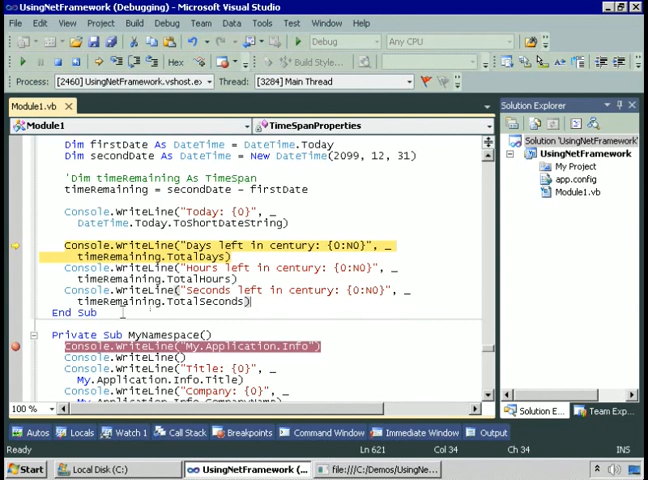 UsingNetFramework (Debugging) - Microsoft Visual Studio
File Edit View Project Build Debug Team Data Tools Test Window Help
Debug Any CPU
Hex Build Style...
Process: [2460] UsingNetFramework.vshost.ex Thread: [3284] Main Thread
Module1.vb
Module1 TimeSpanProperties
Dim firstDate As DateTime = DateTime.Today
Dim secondDate As DateTime = New DateTime(2099, 12, 31)
'Dim timeRemaining As TimeSpan
timeRemaining = secondDate - firstDate
Console.WriteLine("Today: {0}", _
DateTime.Today.ToShortDateString)
Console.WriteLine("Days left in century: {0:N0}", _
timeRemaining.TotalDays)
Console.WriteLine("Hours left in century: {0:N0}", _
timeRemaining.TotalHours)
Console.WriteLine("Seconds left in century: {0:N0}", _
timeRemaining.TotalSeconds)
End Sub
Private Sub MyNamespace()
Console.WriteLine("My.Application.Info")
Console.WriteLine()
Console.WriteLine("Title: {0}", _
My.Application.Info.Title)
Console.WriteLine("Company: {0}", _
My.Application.Info.CompanyName)
100 %
Solution Explorer
Solution 'UsingNetFramework
UsingNetFramework
My Project
app.config
Module1.vb
Solution E... Team Exp...
Autos Locals Watch 1 Call Stack Breakpoints Command Window Immediate Window Output
Ready Ln 621 Col 34 Ch 34 INS
Start Local Disk (C:) UsingNetFramework (... file:///C:/Demos/UsingNe...